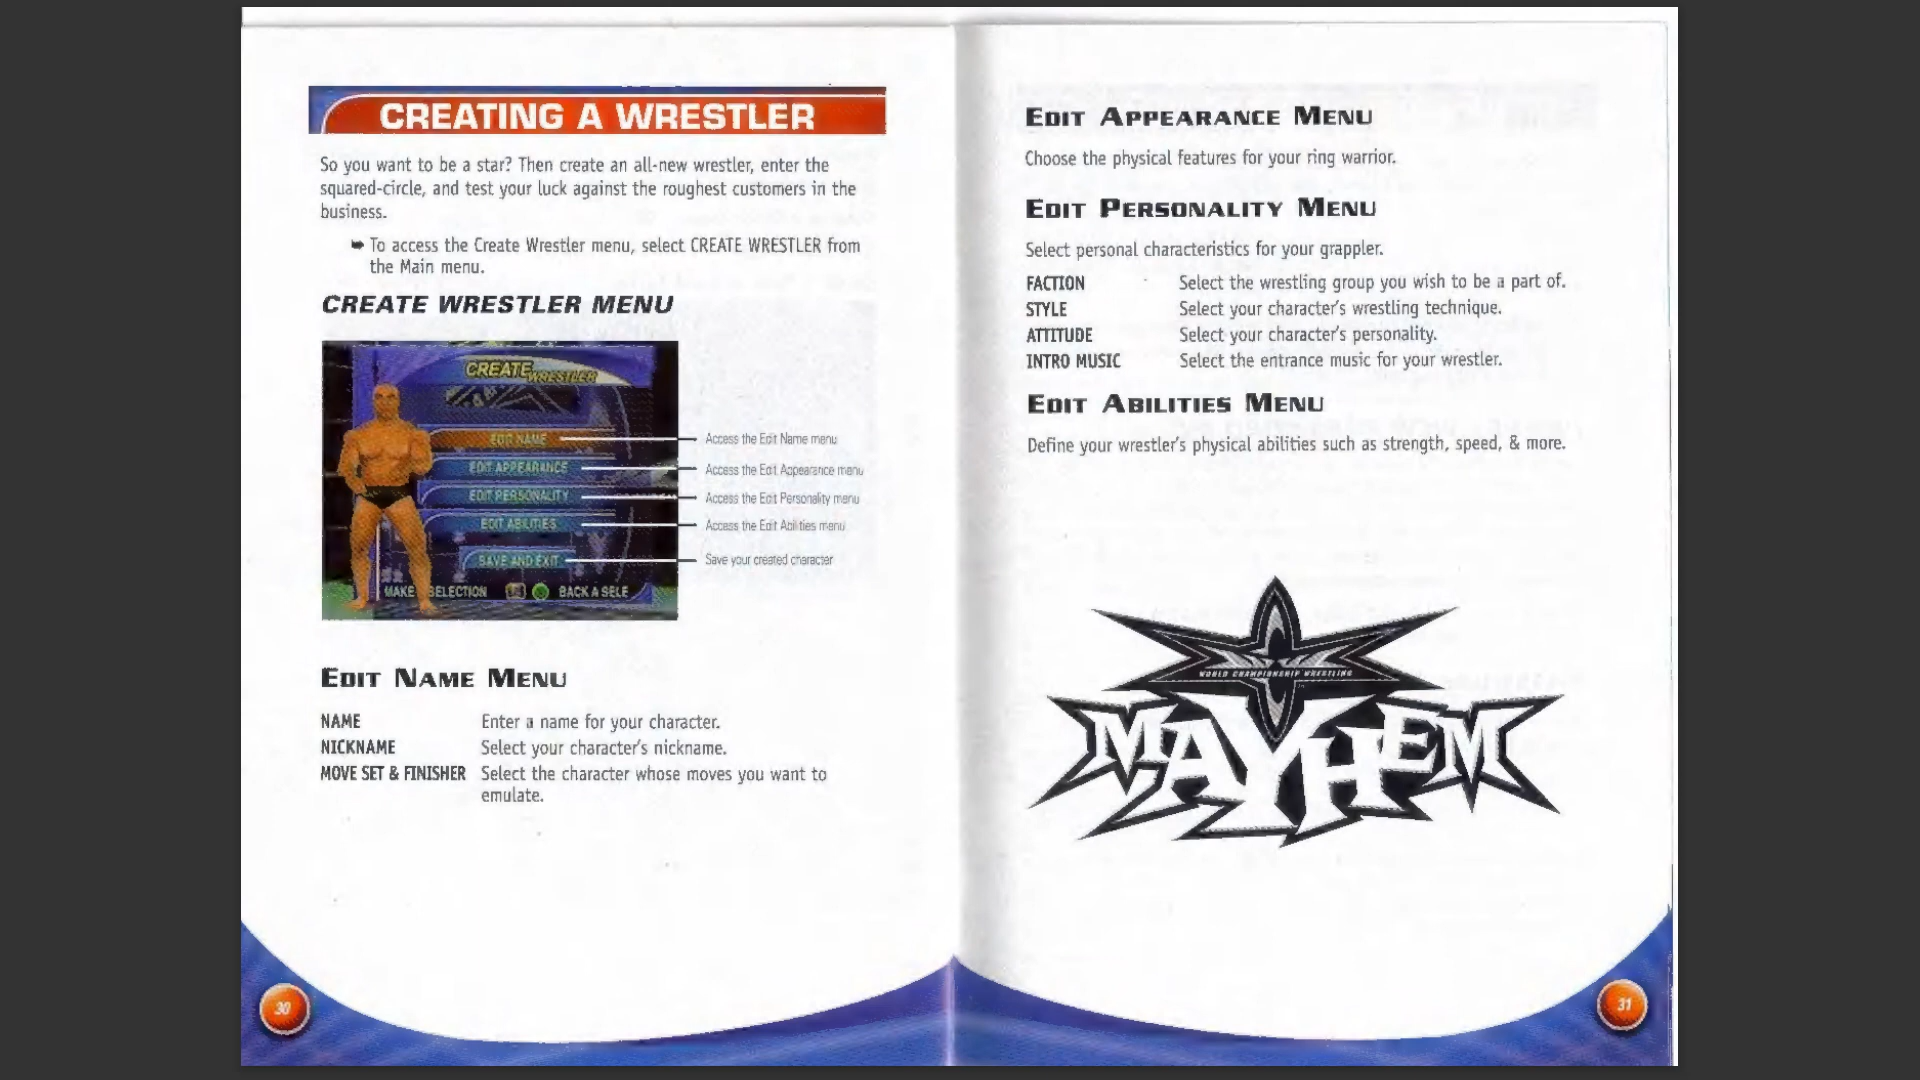 CREATING A WRESTLER
So you want to be a star? Then create an all-new wrestler, enter the
squared-circle, and test your luck against the roughest customers in the
business.
➥ To access the Create Wrestler menu, select CREATE WRESTLER from
the Main menu.
CREATE WRESTLER MENU
CREATE WRESTLER
EDIT NAME
EDIT APPEARANCE
EDIT PERSONALITY
EDIT ABILITIES
SAVE AND EXIT
MAKE SELECTION BACK A SELE
Access the Edit Name menu
Access the Edit Appearance menu
Access the Edit Personality menu
Access the Edit Abilities menu
Save your created character
EDIT NAME MENU
NAME Enter a name for your character.
NICKNAME Select your character's nickname.
MOVE SET & FINISHER Select the character whose moves you want to
emulate.
30
EDIT APPEARANCE MENU
Choose the physical features for your ring warrior.
EDIT PERSONALITY MENU
Select personal characteristics for your grappler.
FACTION Select the wrestling group you wish to be a part of.
STYLE Select your character's wrestling technique.
ATTITUDE Select your character's personality.
INTRO MUSIC Select the entrance music for your wrestler.
EDIT ABILITIES MENU
Define your wrestler's physical abilities such as strength, speed, & more.
WORLD CHAMPIONSHIP WRESTLING
MAYHEM
31